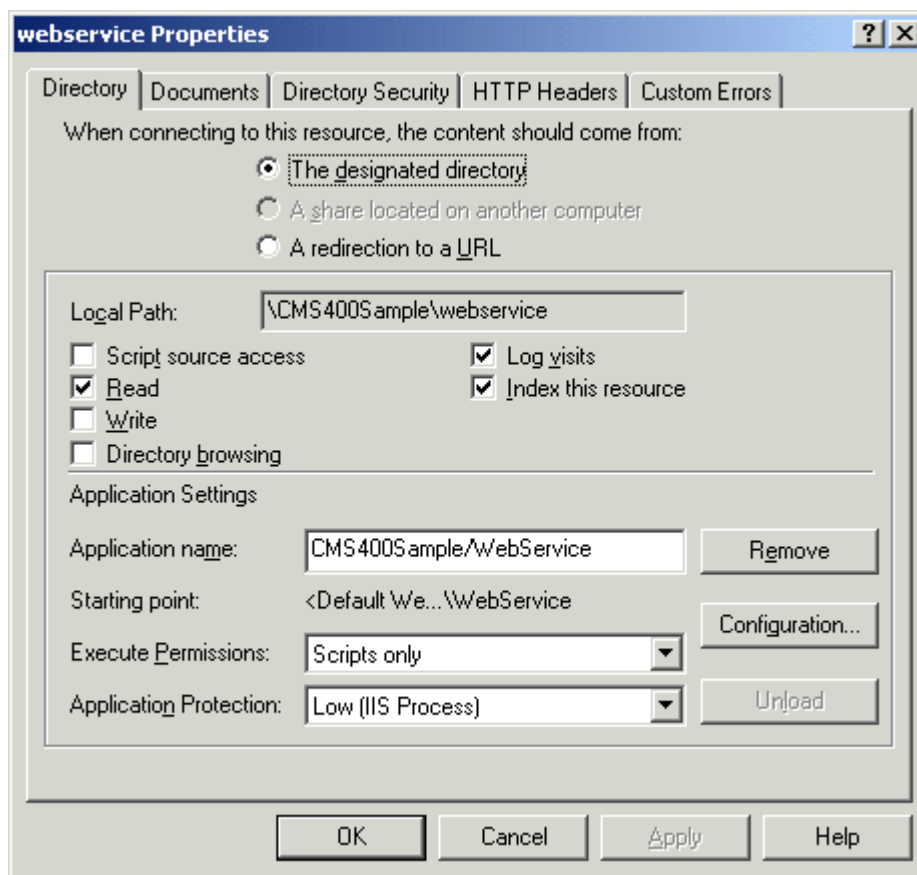 webservice Properties
Directory Documents Directory Security HTTP Headers Custom Errors
When connecting to this resource, the content should come from:
The designated directory
A share located on another computer
A redirection to a URL
Local Path: \CMS400Sample\webservice
Script source access Log visits
Read Index this resource
Write
Directory browsing
Application Settings
Application name: CMS400Sample/WebService Remove
Starting point: <Default We...\WebService
Configuration...
Execute Permissions: Scripts only
Application Protection: Low (IIS Process) Unload
OK Cancel Apply Help